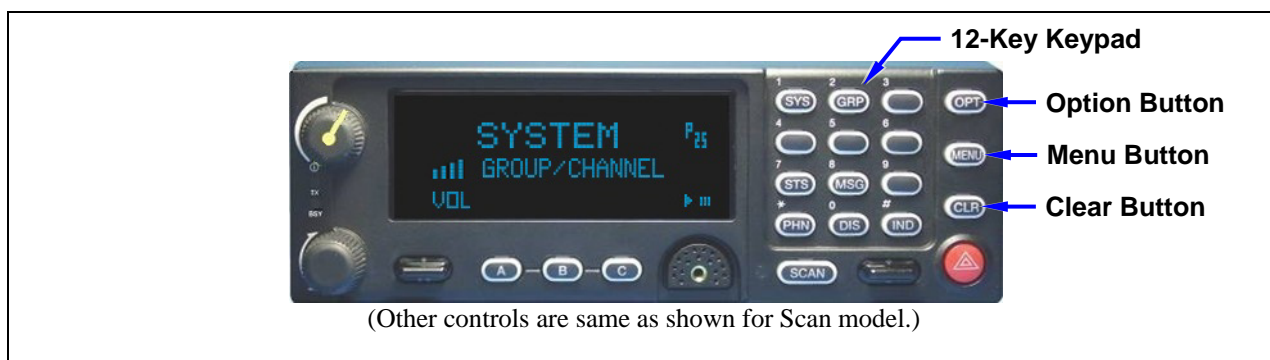 12-Key Keypad
1 2 3
SYS GRP
OPT
Option Button
4 5 6
SYSTEM P25
GROUP/CHANNEL
MENU
Menu Button
7 8 9
STS MSG
VOL
TX
BSY
CLR
Clear Button
* 0 #
PHN DIS IND
A B C
SCAN
(Other controls are same as shown for Scan model.)